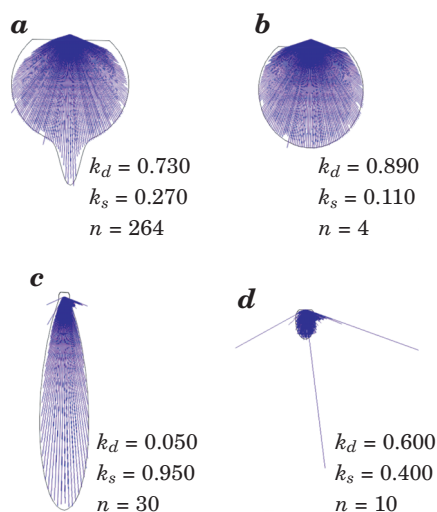 a
b
k_d = 0.730
k_s = 0.270
n = 264
k_d = 0.890
k_s = 0.110
n = 4
c
d
k_d = 0.050
k_s = 0.950
n = 30
k_d = 0.600
k_s = 0.400
n = 10